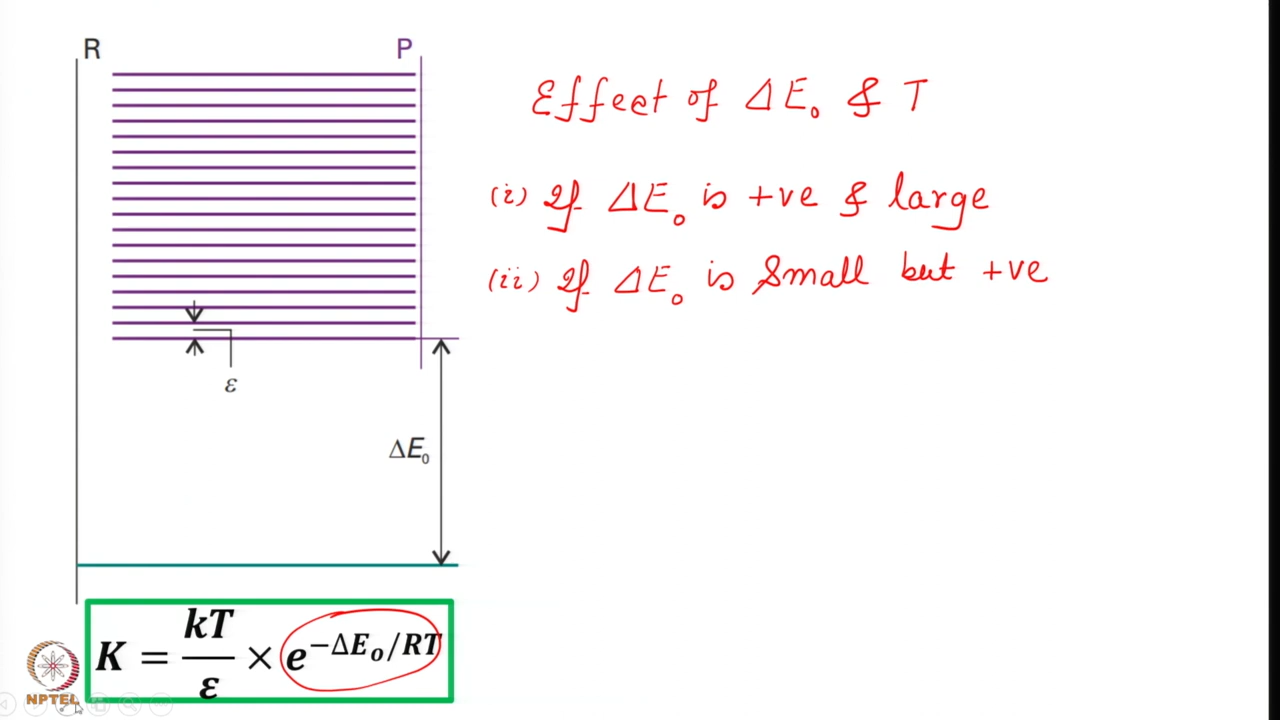 R P
Effect of ΔE₀ & T
(i) If ΔE₀ is +ve & large
(ii) If ΔE₀ is Small but +ve
ε
ΔE₀
K = kT/ε × e^{-ΔEₒ/RT}
NPTEL